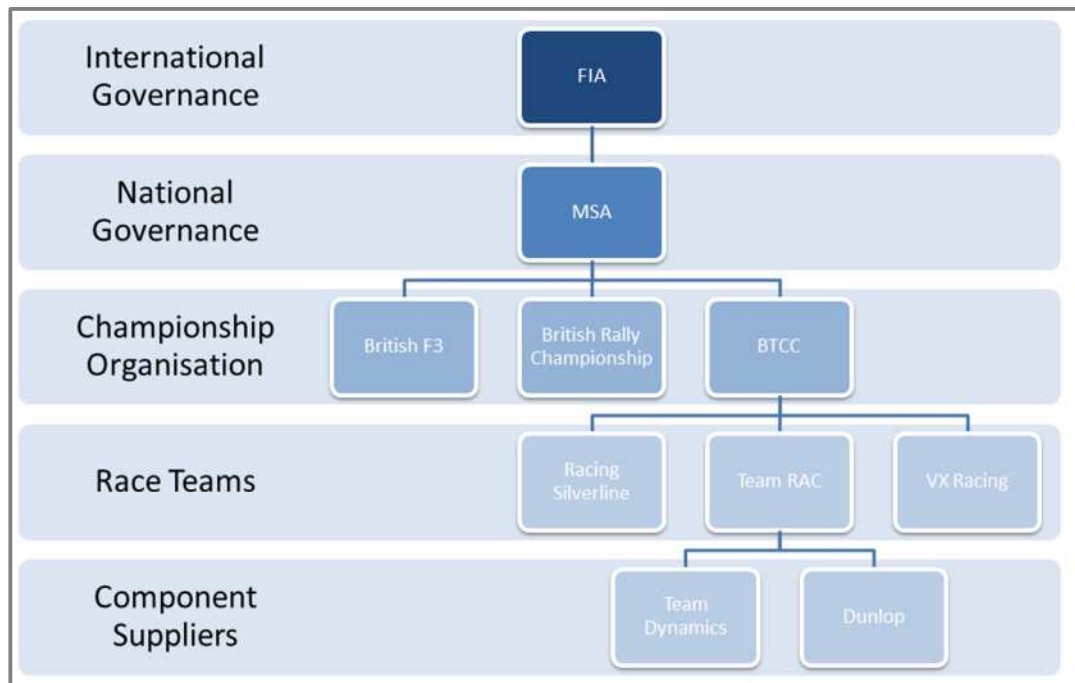 International
Governance
FIA
National
Governance
MSA
Championship
Organisation
British F3
British Rally
Championship
BTCC
Race Teams
Racing
Silverline
Team RAC
VX Racing
Component
Suppliers
Team
Dynamics
Dunlop